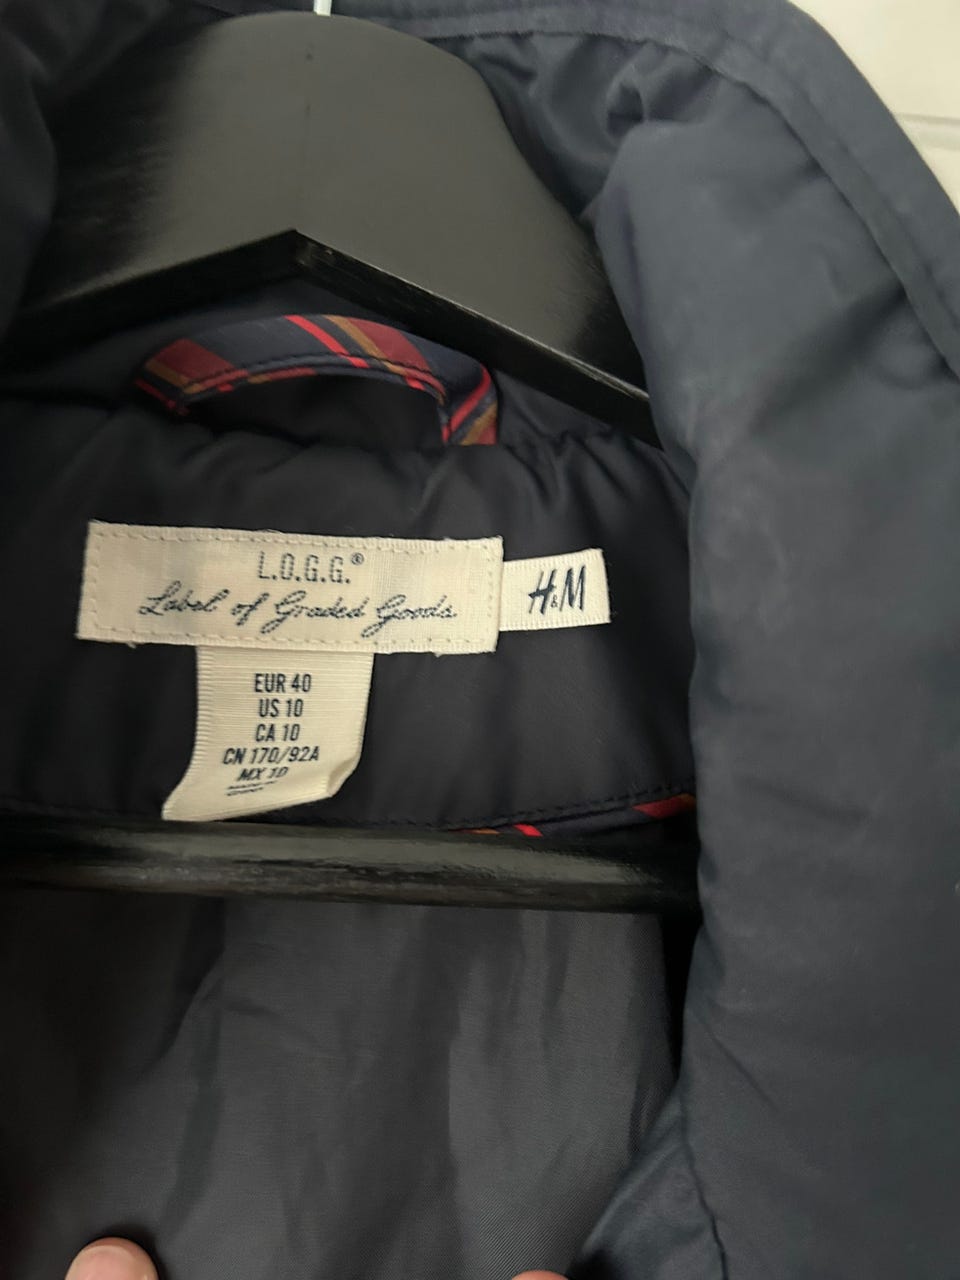 L.O.G.G.®
Label of Graded Goods
H&M
EUR 40
US 10
CA 10
CN 170/92A
MX 10